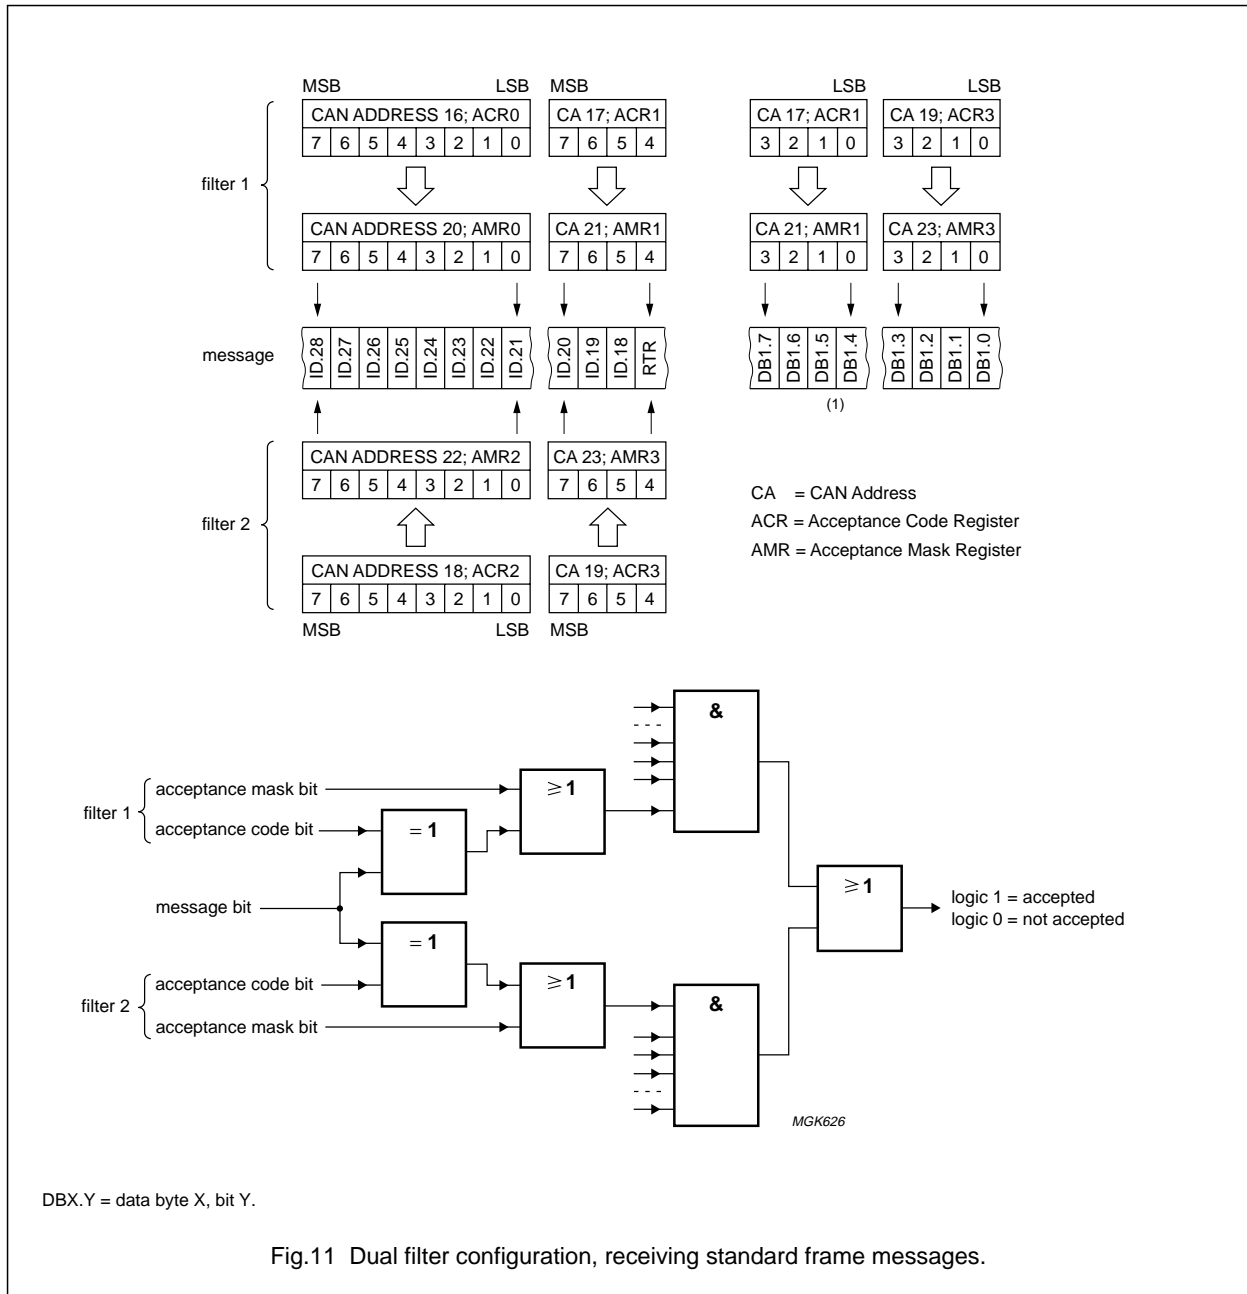 MSB LSB MSB LSB LSB
CAN ADDRESS 16; ACR0 CA 17; ACR1 CA 17; ACR1 CA 19; ACR3
7 6 5 4 3 2 1 0 7 6 5 4 3 2 1 0 3 2 1 0
filter 1
CAN ADDRESS 20; AMR0 CA 21; AMR1 CA 21; AMR1 CA 23; AMR3
7 6 5 4 3 2 1 0 7 6 5 4 3 2 1 0 3 2 1 0
message ID.28 ID.27 ID.26 ID.25 ID.24 ID.23 ID.22 ID.21 ID.20 ID.19 ID.18 RTR DB1.7 DB1.6 DB1.5 DB1.4 DB1.3 DB1.2 DB1.1 DB1.0
(1)
CAN ADDRESS 22; AMR2 CA 23; AMR3
7 6 5 4 3 2 1 0 7 6 5 4
filter 2
CAN ADDRESS 18; ACR2 CA 19; ACR3
7 6 5 4 3 2 1 0 7 6 5 4
MSB LSB MSB
CA = CAN Address
ACR = Acceptance Code Register
AMR = Acceptance Mask Register
&
filter 1
acceptance mask bit
≥ 1
acceptance code bit
= 1
message bit
≥ 1
logic 1 = accepted
logic 0 = not accepted
= 1
filter 2
acceptance code bit
≥ 1
acceptance mask bit
&
MGK626
DBX.Y = data byte X, bit Y.
Fig.11 Dual filter configuration, receiving standard frame messages.